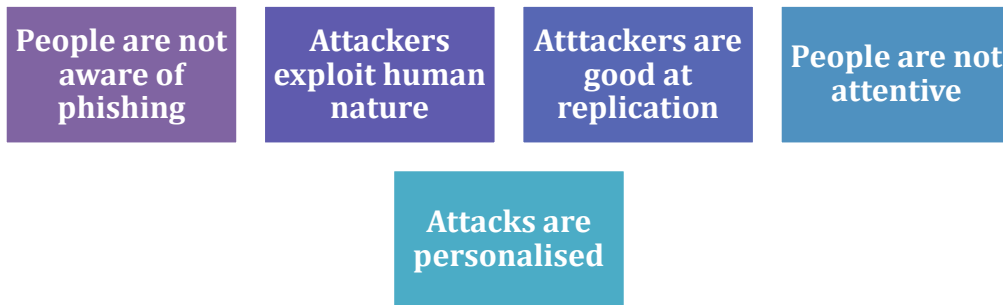 People are not
aware of
phishing
Attackers
exploit human
nature
Atttackers are
good at
replication
People are not
attentive
Attacks are
personalised